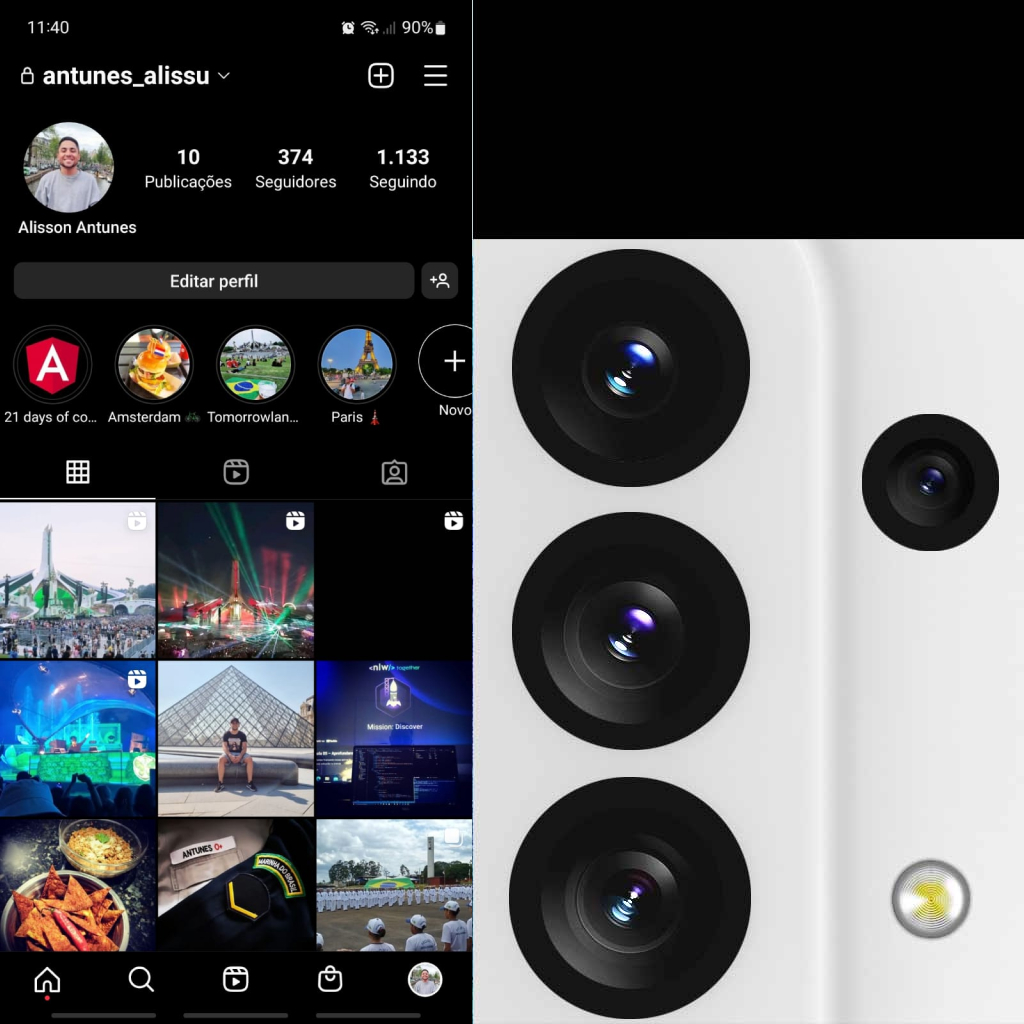 11:40
90%
antunes_alissu
10
374
1.133
Publicações
Seguidores
Seguindo
Alisson Antunes
Editar perfil
A
21 days of co...
Amsterdam
Tomorrowlan...
Paris
Novo
<nlw/> together
Mission: Discover
ANTUNES O+
MARINHA DO BRASIL